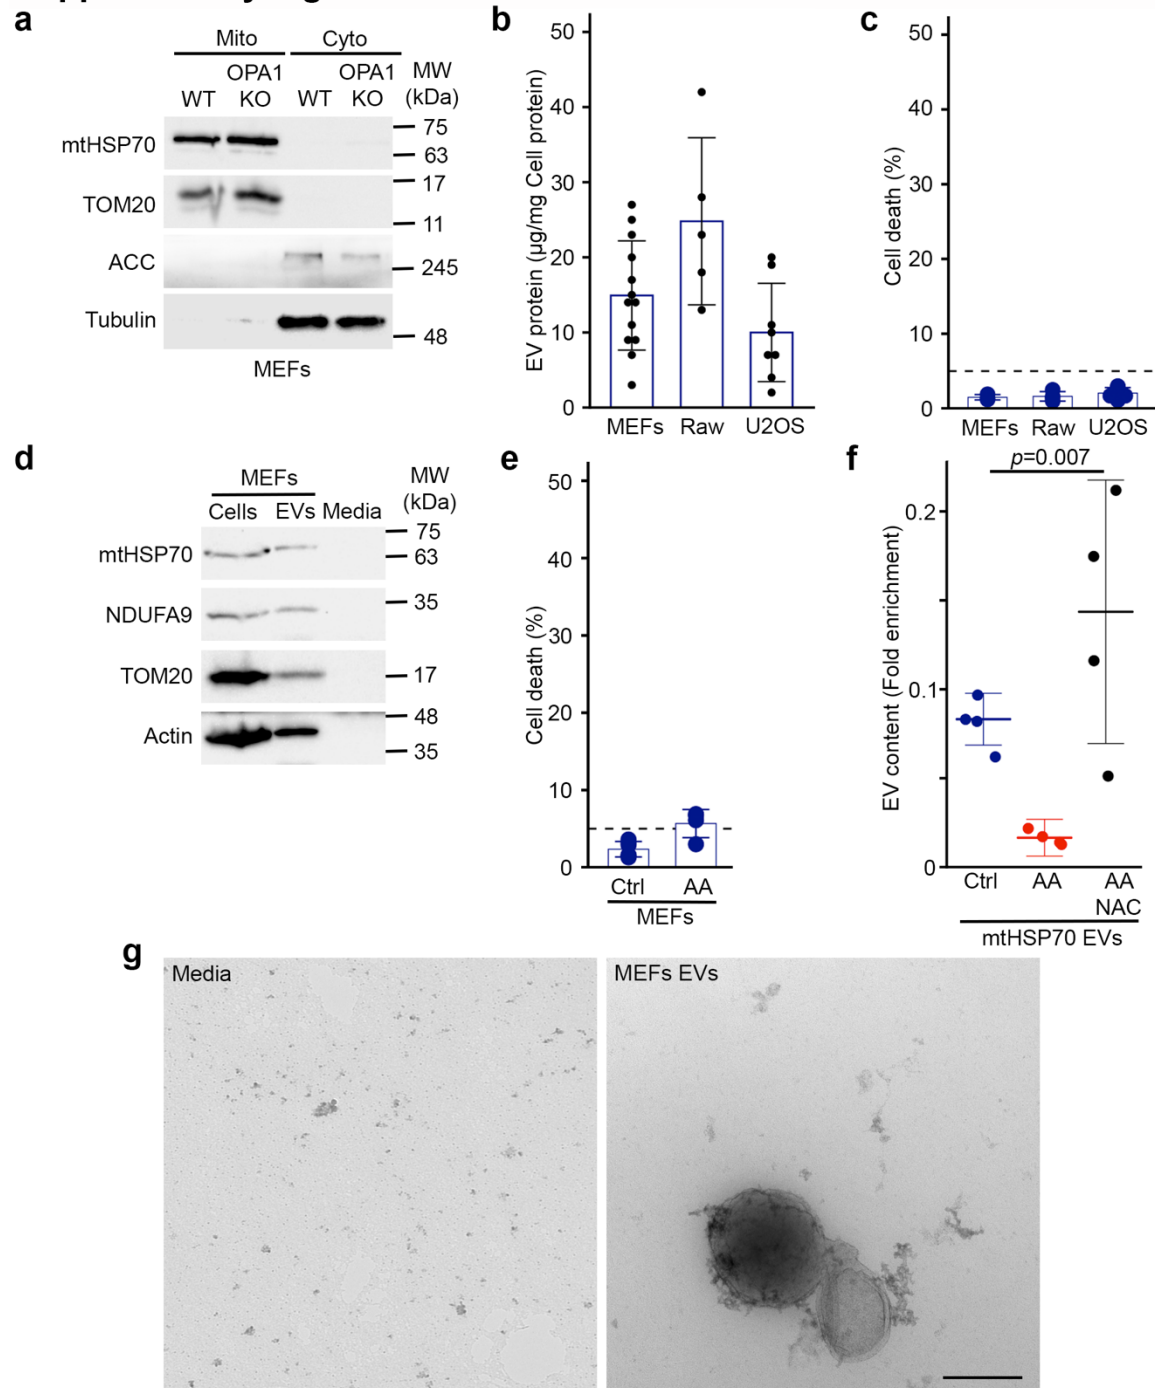 a
Mito Cyto
OPA1 OPA1 MW
WT KO WT KO (kDa)
mtHSP70
75
63
TOM20
17
11
ACC
245
Tubulin
48
MEFs
b
EV protein (µg/mg Cell protein)
50
40
30
20
10
0
MEFs Raw U2OS
c
Cell death (%)
50
40
30
20
10
0
MEFs Raw U2OS
d
MEFs MW
Cells EVs Media (kDa)
mtHSP70
75
63
NDUFA9
35
TOM20
17
Actin
48
35
e
Cell death (%)
50
40
30
20
10
0
Ctrl AA
MEFs
f
p=0.007
EV content (Fold enrichment)
0.2
0.1
0
Ctrl AA AA
NAC
mtHSP70 EVs
g
Media
MEFs EVs